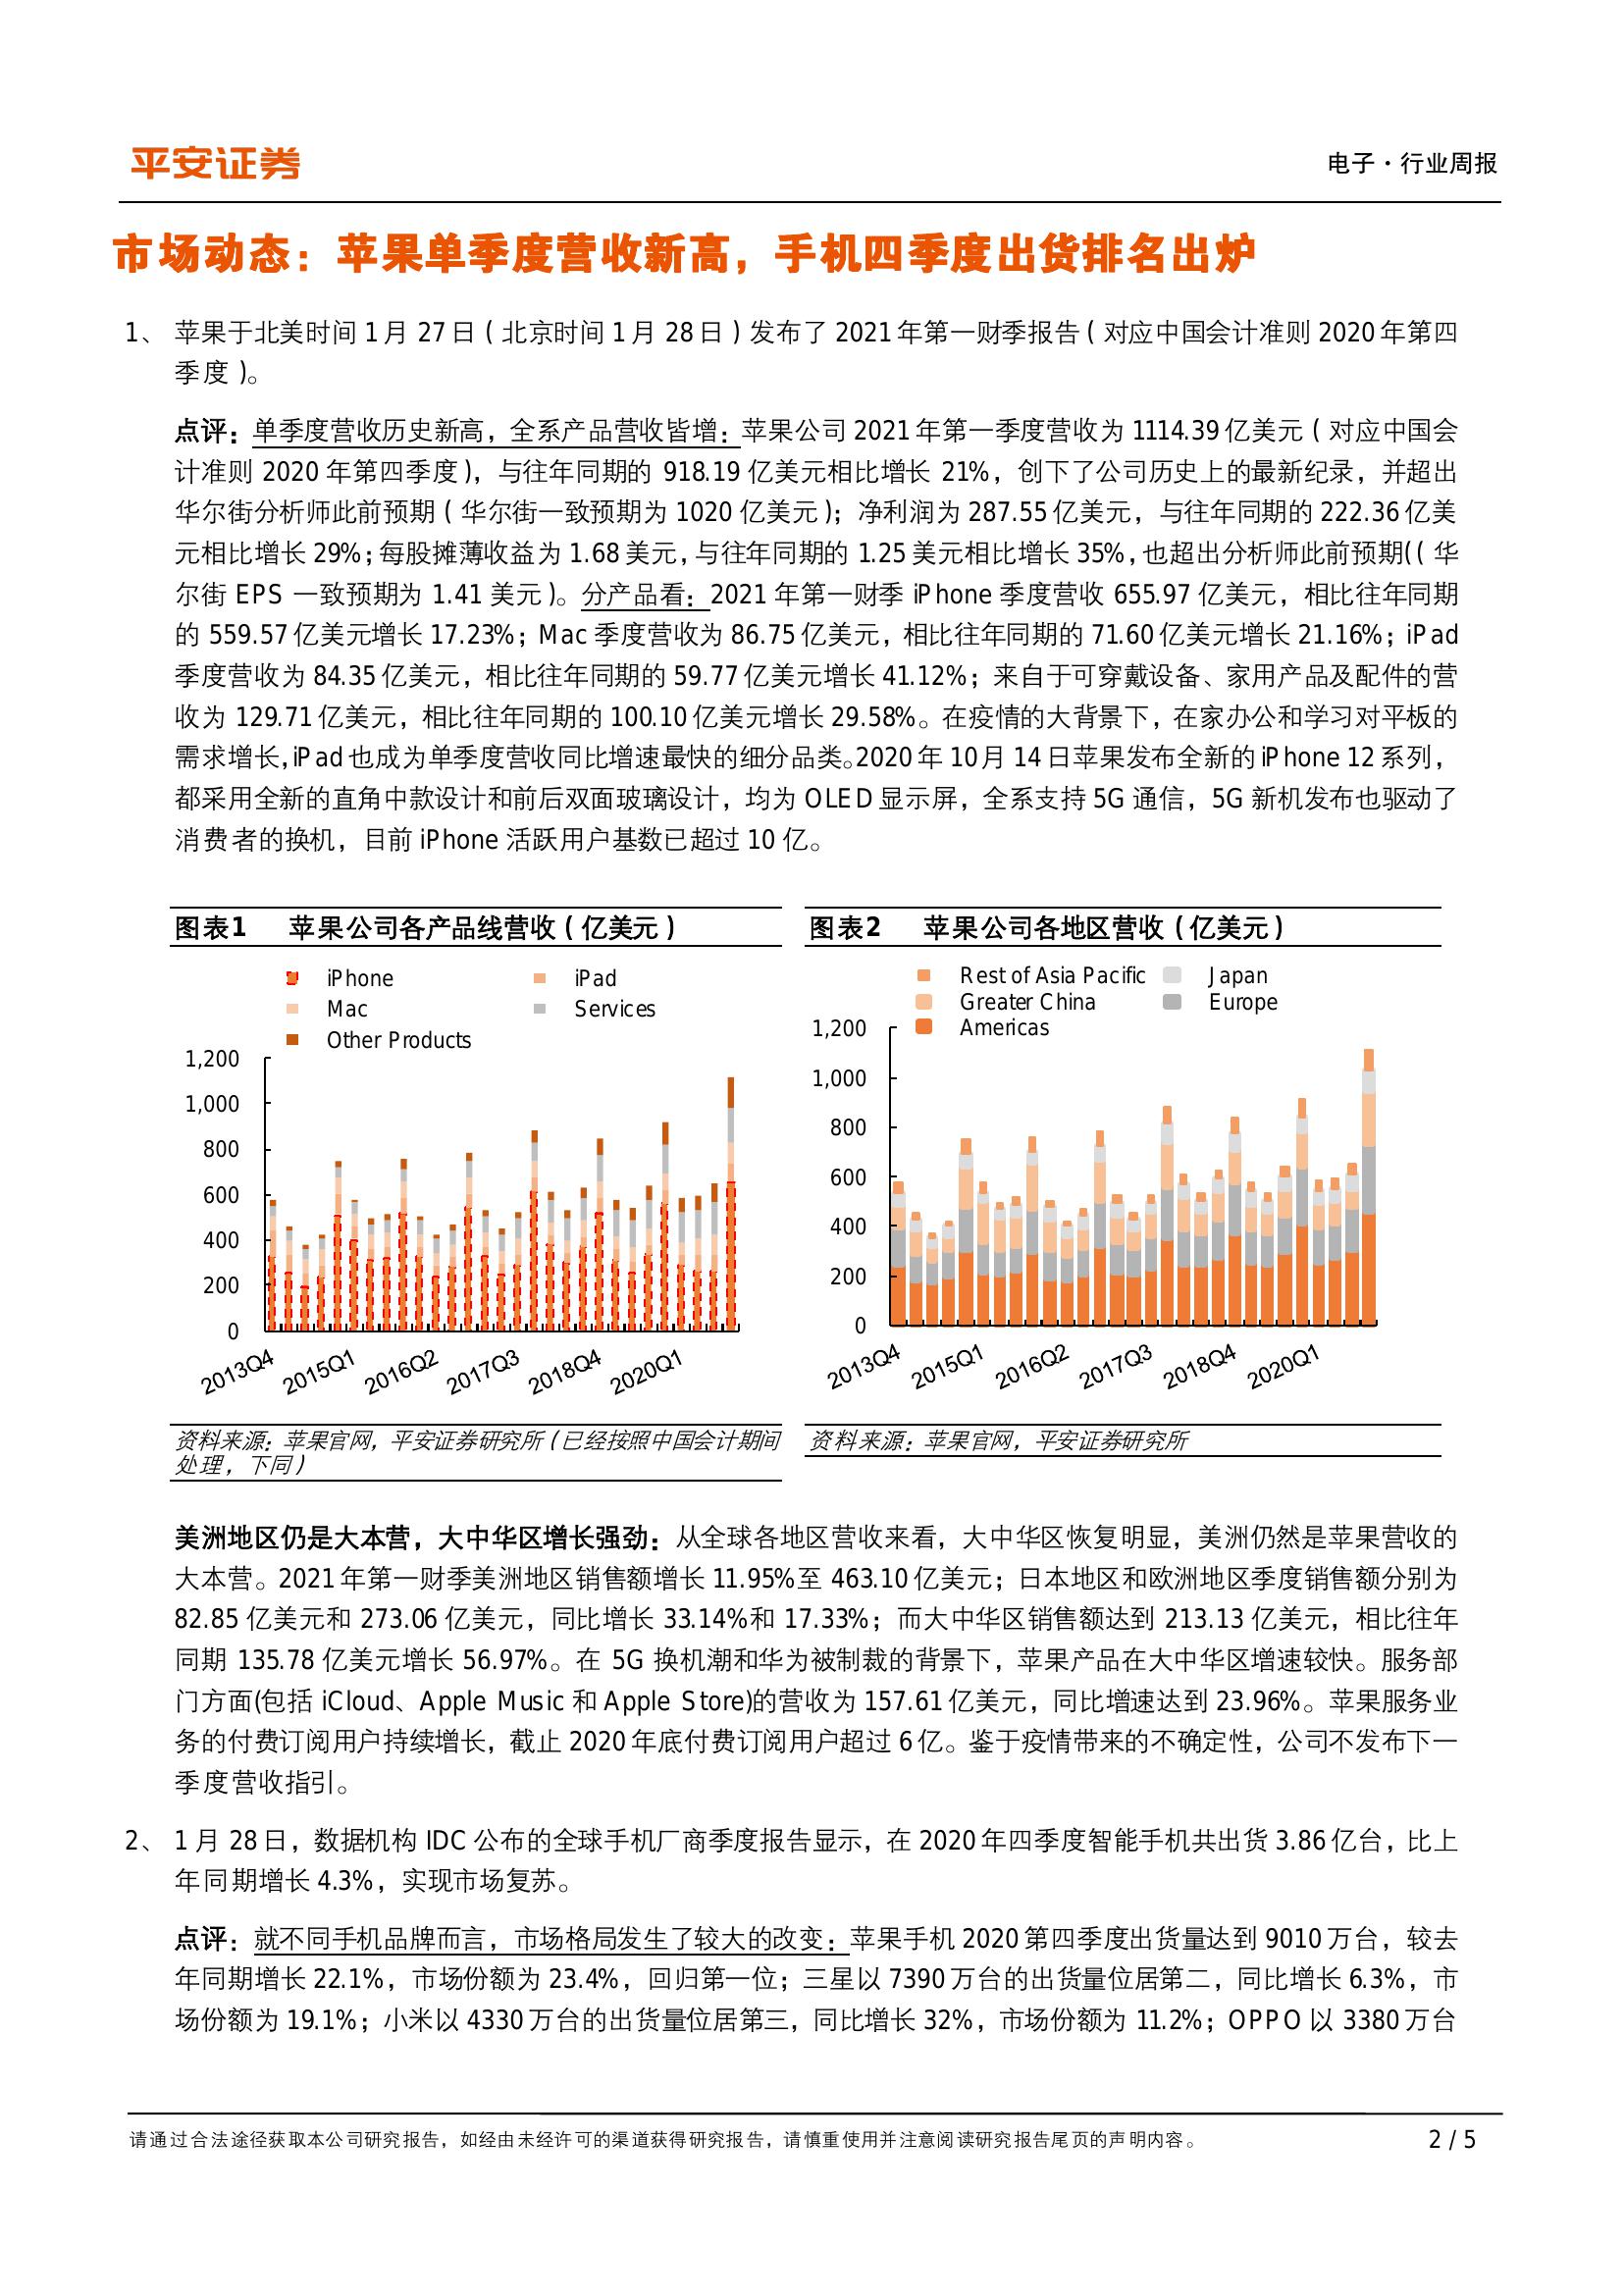 平安证券
电子·行业周报
市场动态：苹果单季度营收新高，手机四季度出货排名出炉
1、 苹果于北美时间 1 月 27 日（北京时间 1 月 28 日）发布了 2021 年第一财季报告（对应中国会计准则 2020 年第四
季度）。
点评：单季度营收历史新高，全系产品营收皆增：苹果公司 2021 年第一季度营收为 1114.39 亿美元（对应中国会
计准则 2020 年第四季度），与往年同期的 918.19 亿美元相比增长 21%，创下了公司历史上的最新纪录，并超出
华尔街分析师此前预期（华尔街一致预期为 1020 亿美元）；净利润为 287.55 亿美元，与往年同期的 222.36 亿美
元相比增长 29%；每股摊薄收益为 1.68 美元，与往年同期的 1.25 美元相比增长 35%，也超出分析师此前预期(（华
尔街 EPS 一致预期为 1.41 美元）。分产品看：2021 年第一财季 iPhone 季度营收 655.97 亿美元，相比往年同期
的 559.57 亿美元增长 17.23%；Mac 季度营收为 86.75 亿美元，相比往年同期的 71.60 亿美元增长 21.16%；iPad
季度营收为 84.35 亿美元，相比往年同期的 59.77 亿美元增长 41.12%；来自于可穿戴设备、家用产品及配件的营
收为 129.71 亿美元，相比往年同期的 100.10 亿美元增长 29.58%。在疫情的大背景下，在家办公和学习对平板的
需求增长，iPad 也成为单季度营收同比增速最快的细分品类。2020 年 10 月 14 日苹果发布全新的 iPhone 12 系列，
都采用全新的直角中款设计和前后双面玻璃设计，均为 OLED 显示屏，全系支持 5G 通信，5G 新机发布也驱动了
消费者的换机，目前 iPhone 活跃用户基数已超过 10 亿。
图表1 苹果公司各产品线营收（亿美元）
iPhone iPad
Mac Services
Other Products
1,200
1,000
800
600
400
200
0
2013Q4 2015Q1 2016Q2 2017Q3 2018Q4 2020Q1
资料来源：苹果官网，平安证券研究所（已经按照中国会计期间
处理，下同）
图表2 苹果公司各地区营收（亿美元）
Rest of Asia Pacific Japan
Greater China Europe
Americas
1,200
1,000
800
600
400
200
0
2013Q4 2015Q1 2016Q2 2017Q3 2018Q4 2020Q1
资料来源：苹果官网，平安证券研究所
美洲地区仍是大本营，大中华区增长强劲：从全球各地区营收来看，大中华区恢复明显，美洲仍然是苹果营收的
大本营。2021 年第一财季美洲地区销售额增长 11.95%至 463.10 亿美元；日本地区和欧洲地区季度销售额分别为
82.85 亿美元和 273.06 亿美元，同比增长 33.14%和 17.33%；而大中华区销售额达到 213.13 亿美元，相比往年
同期 135.78 亿美元增长 56.97%。在 5G 换机潮和华为被制裁的背景下，苹果产品在大中华区增速较快。服务部
门方面(包括 iCloud、Apple Music 和 Apple Store)的营收为 157.61 亿美元，同比增速达到 23.96%。苹果服务业
务的付费订阅用户持续增长，截止 2020 年底付费订阅用户超过 6 亿。鉴于疫情带来的不确定性，公司不发布下一
季度营收指引。
2、 1 月 28 日，数据机构 IDC 公布的全球手机厂商季度报告显示，在 2020 年四季度智能手机共出货 3.86 亿台，比上
年同期增长 4.3%，实现市场复苏。
点评：就不同手机品牌而言，市场格局发生了较大的改变：苹果手机 2020 第四季度出货量达到 9010 万台，较去
年同期增长 22.1%，市场份额为 23.4%，回归第一位；三星以 7390 万台的出货量位居第二，同比增长 6.3%，市
场份额为 19.1%；小米以 4330 万台的出货量位居第三，同比增长 32%，市场份额为 11.2%；OPPO 以 3380 万台
请通过合法途径获取本公司研究报告，如经由未经许可的渠道获得研究报告，请慎重使用并注意阅读研究报告尾页的声明内容。
2 / 5